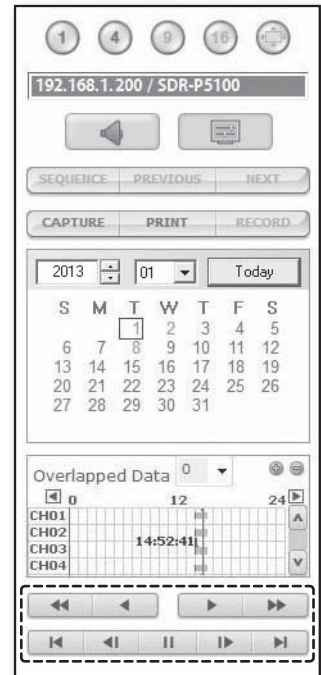 1 4 9 16
192.168.1.200 / SDR-P5100
SEQUENCE PREVIOUS NEXT
CAPTURE PRINT RECORD
2013 01 Today
S M T W T F S
1 2 3 4 5
6 7 8 9 10 11 12
13 14 15 16 17 18 19
20 21 22 23 24 25 26
27 28 29 30 31
Overlapped Data 0
0 12 24
CH01
CH02
14:52:41
CH03
CH04